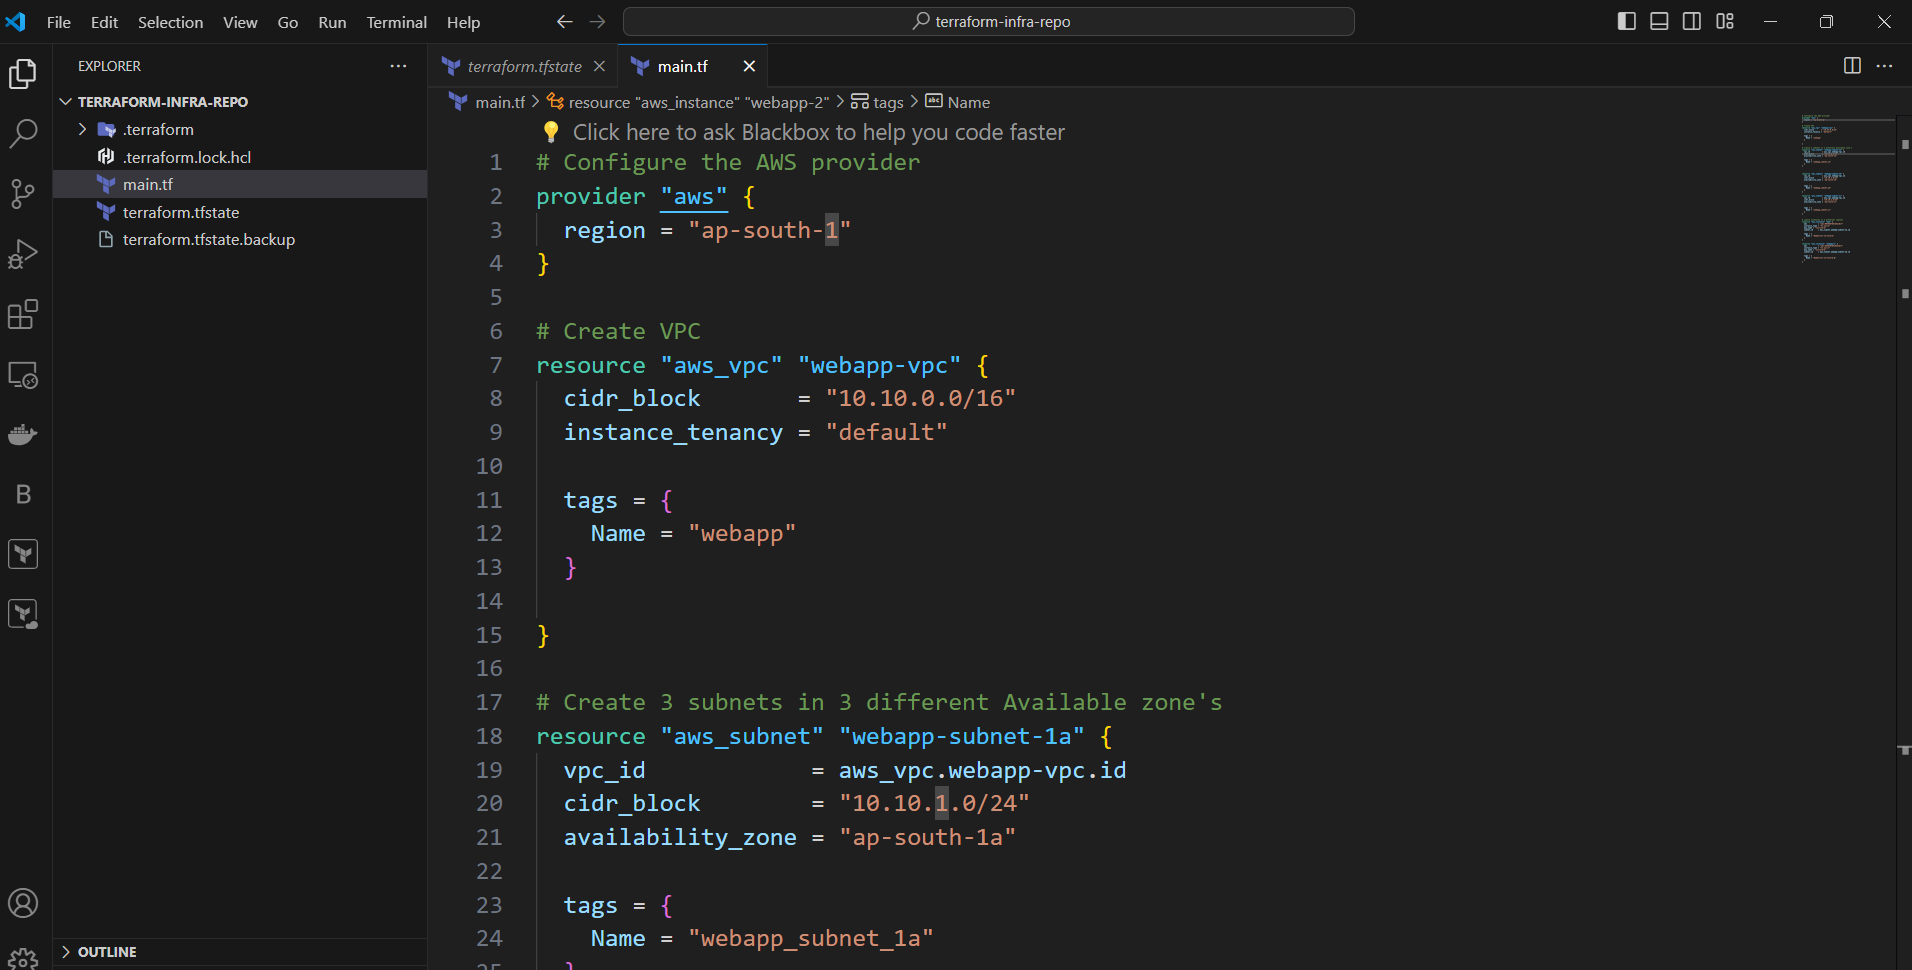 File Edit Selection View Go Run Terminal Help
terraform-infra-repo
EXPLORER
TERRAFORM-INFRA-REPO
.terraform
.terraform.lock.hcl
main.tf
terraform.tfstate
terraform.tfstate.backup
OUTLINE
terraform.tfstate main.tf
main.tf > resource "aws_instance" "webapp-2" > tags > Name
Click here to ask Blackbox to help you code faster
1 # Configure the AWS provider
2 provider "aws" {
3 region = "ap-south-1"
4 }
5
6 # Create VPC
7 resource "aws_vpc" "webapp-vpc" {
8 cidr_block = "10.10.0.0/16"
9 instance_tenancy = "default"
10
11 tags = {
12 Name = "webapp"
13 }
14
15 }
16
17 # Create 3 subnets in 3 different Available zone's
18 resource "aws_subnet" "webapp-subnet-1a" {
19 vpc_id = aws_vpc.webapp-vpc.id
20 cidr_block = "10.10.1.0/24"
21 availability_zone = "ap-south-1a"
22
23 tags = {
24 Name = "webapp_subnet_1a"
25 }